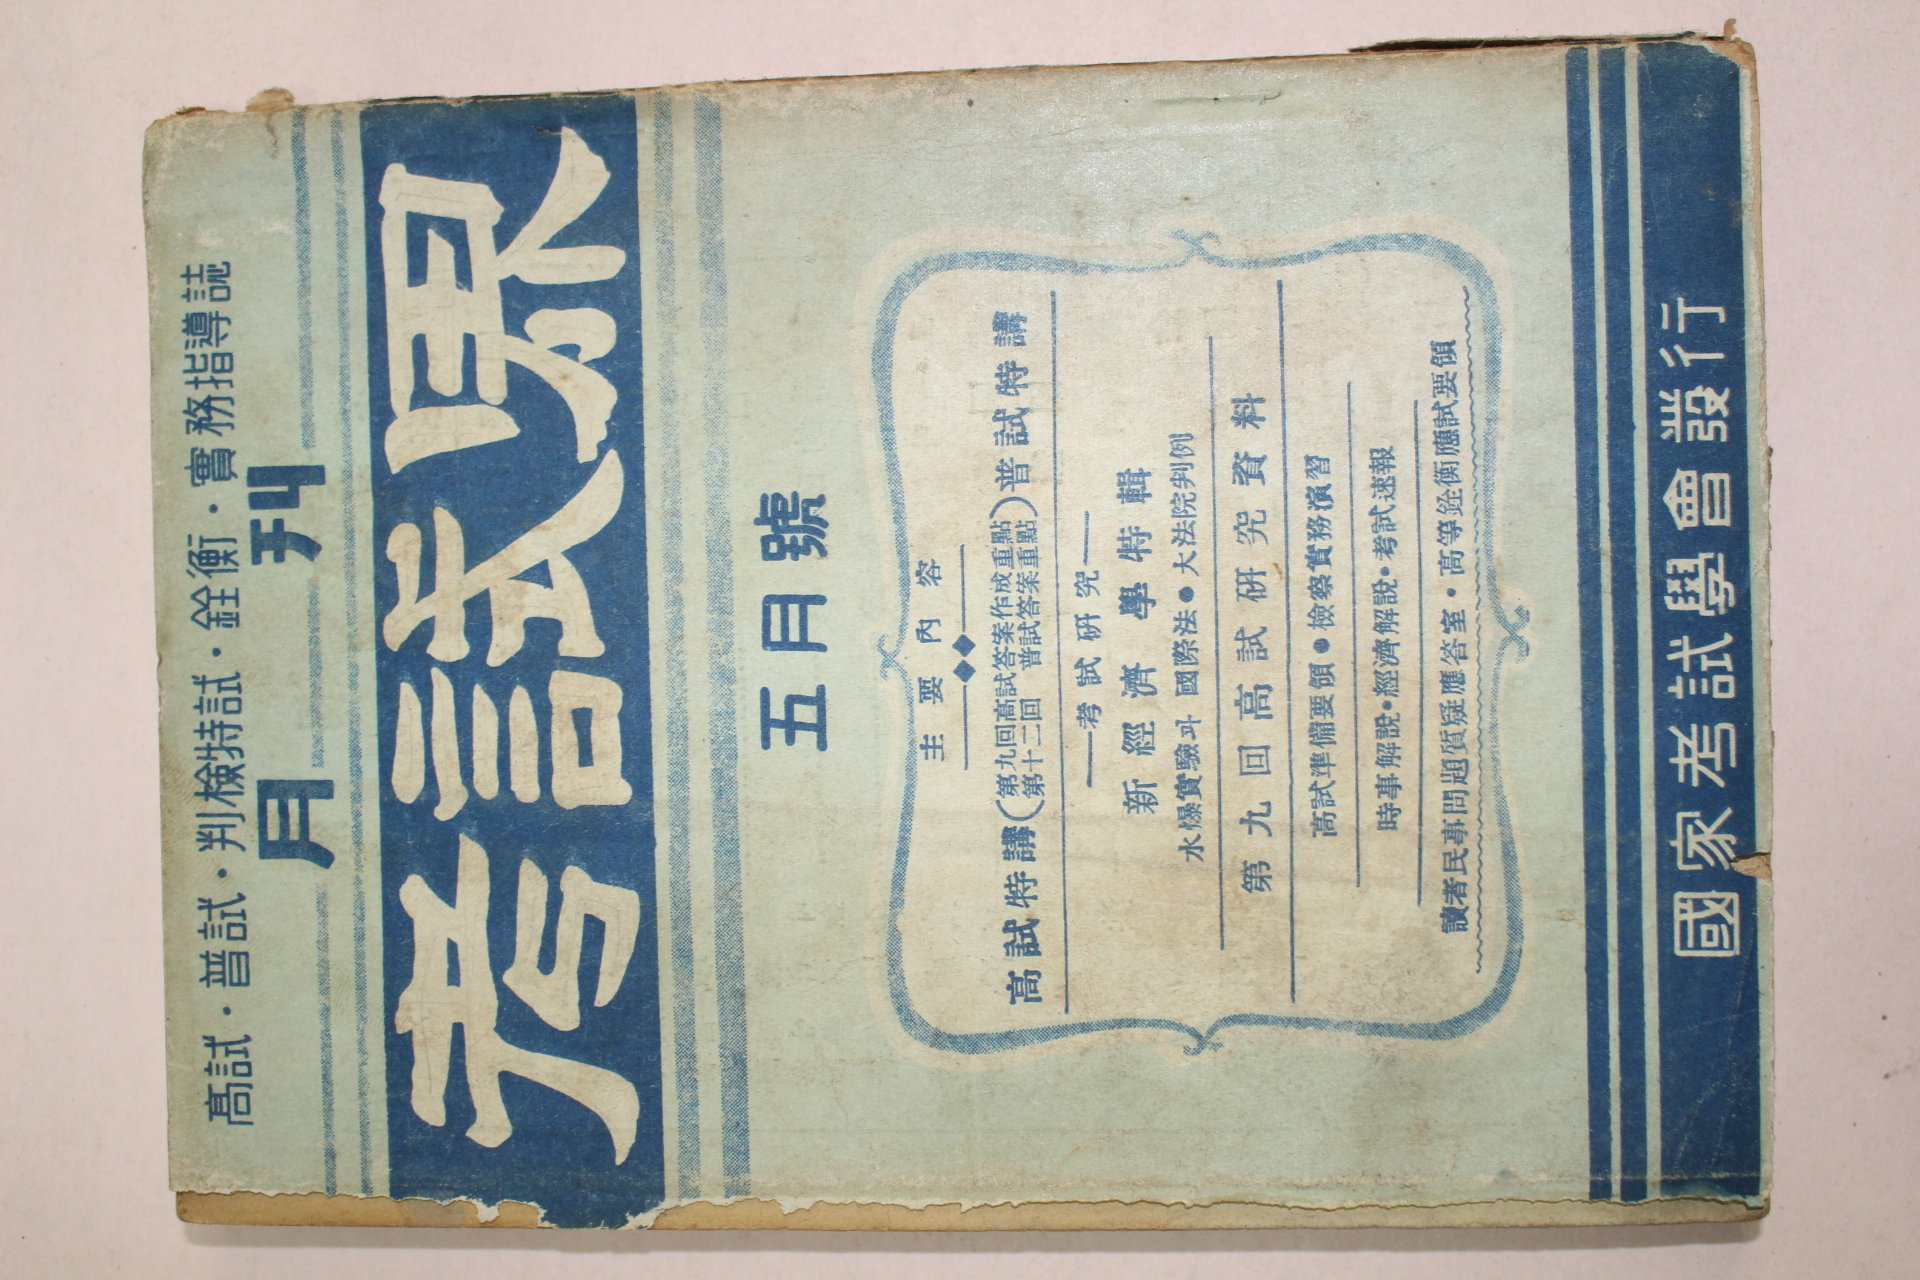 高試・普試・判檢特試・銓衡・實務指導誌
月刊
考試界
五月號
主要內容
高試特講(第九回高試答案作成重點 第十二回 普試答案重點)普試特講
考試硏究
新經濟學特輯
水爆實驗과 國際法●大法院判例
第九回高試硏究資料
高試準備要領●檢察實務演習
時事解說●經濟解說●考試速報
讀者民事問題質疑應答室・高等銓衡應試要領
國家考試學會發行